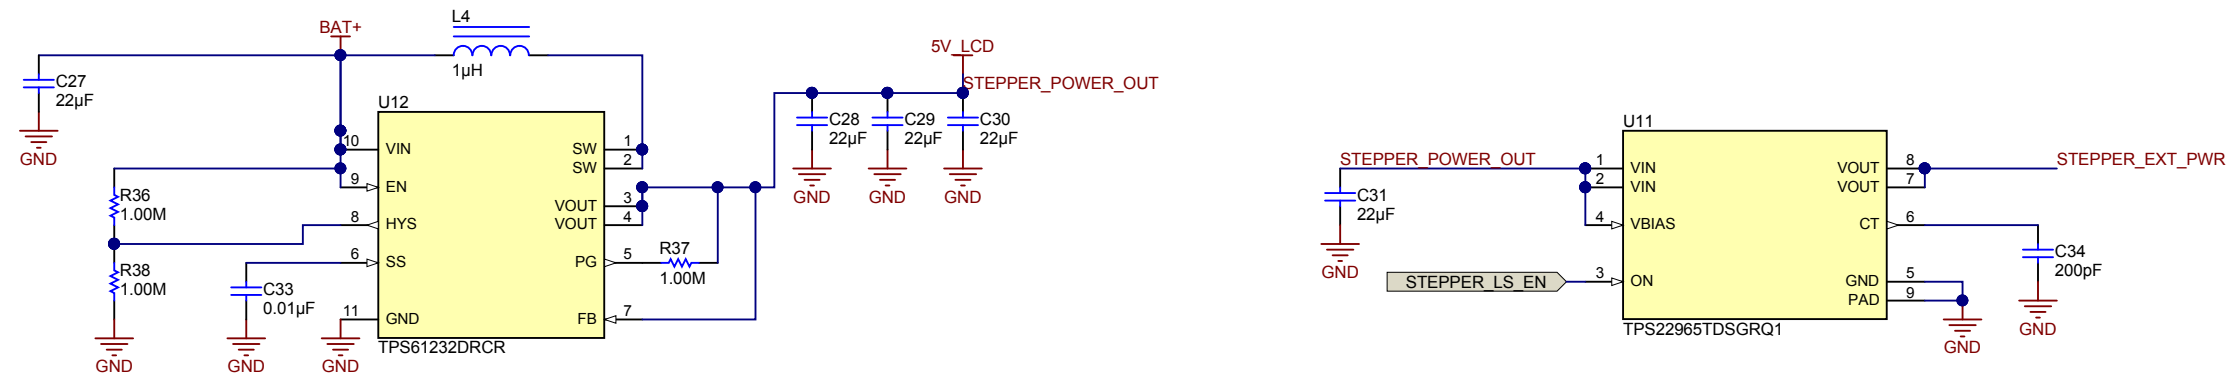 BAT+
L4
1µH
C27
22µF
GND
U12
10
VIN
9
EN
8
HYS
6
SS
11
GND
SW
1
SW
2
VOUT
3
VOUT
4
PG
5
FB
7
TPS61232DRCR
R36
1.00M
R38
1.00M
GND
C33
0.01µF
GND
GND
R37
1.00M
5V_LCD
STEPPER_POWER_OUT
C28
22µF
GND
C29
22µF
GND
C30
22µF
GND
STEPPER_POWER_OUT
C31
22µF
GND
STEPPER_LS_EN
U11
1
VIN
2
VIN
4
VBIAS
3
ON
VOUT
8
VOUT
7
CT
6
GND
5
PAD
9
TPS22965TDSGRQ1
STEPPER_EXT_PWR
C34
200pF
GND
GND